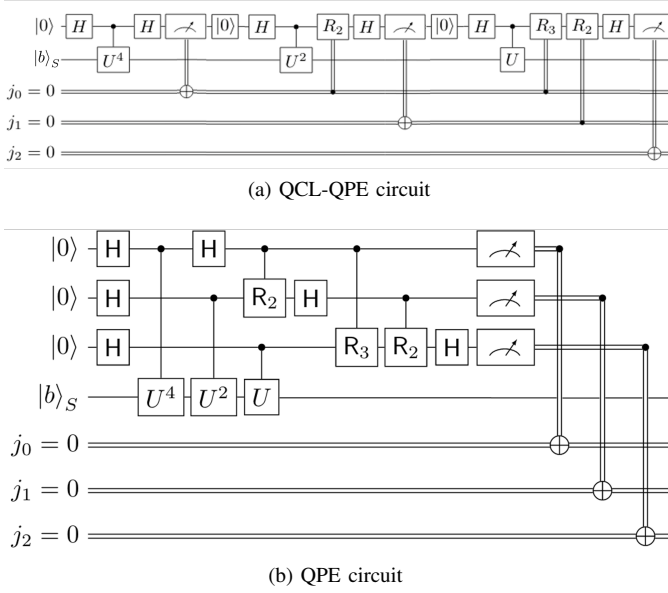 |0⟩ H H |0⟩ H R₂ H |0⟩ H R₃ R₂ H
|b⟩S U⁴ U² U
j₀ = 0
j₁ = 0
j₂ = 0
(a) QCL-QPE circuit
|0⟩ H H
|0⟩ H R₂ H
|0⟩ H R₃ R₂ H
|b⟩S U⁴ U² U
j₀ = 0
j₁ = 0
j₂ = 0
(b) QPE circuit